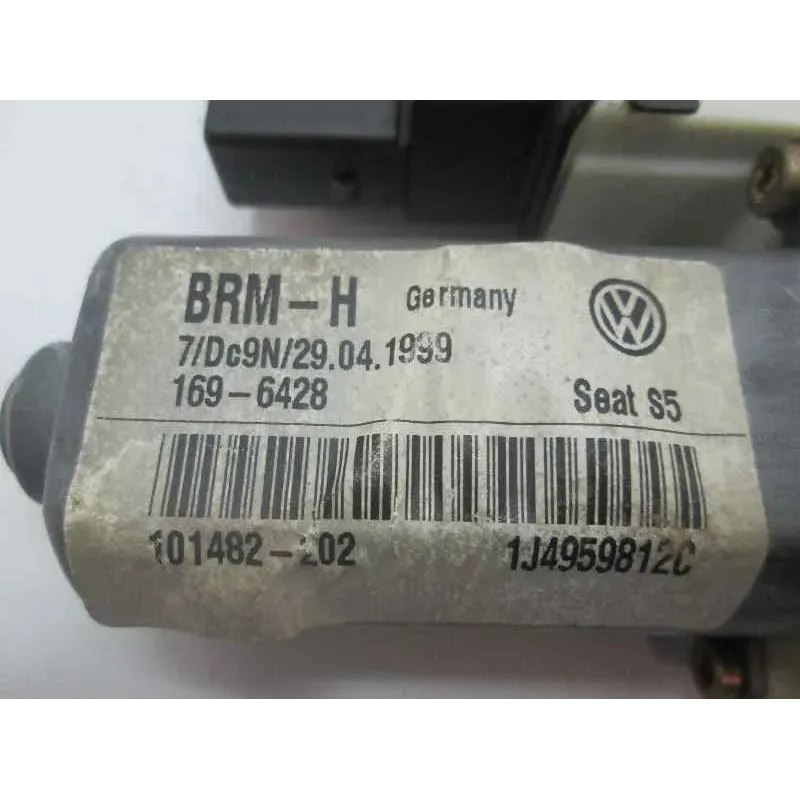 BRM-H Germany
7/Dc9N/29.04.1999
169-6428 Seat S5
101482-202 1J4959812C